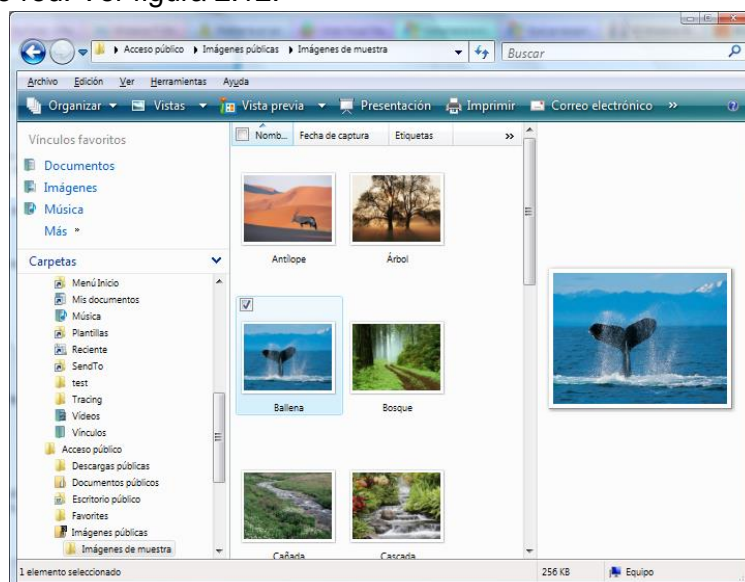 Ver figura 2.12.
Acceso público Imágenes públicas Imágenes de muestra
Buscar
Archivo Edición Ver Herramientas Ayuda
Organizar Vistas Vista previa Presentación Imprimir Correo electrónico »
Vínculos favoritos
Documentos
Imágenes
Música
Más »
Carpetas
Menú Inicio
Mis documentos
Música
Plantillas
Reciente
SendTo
test
Tracing
Vídeos
Vínculos
Acceso público
Descargas públicas
Documentos públicos
Escritorio público
Favorites
Imágenes públicas
Imágenes de muestra
Nomb... Fecha de captura Etiquetas »
Antílope Árbol
Ballena Bosque
Cañada Cascada
1 elemento seleccionado 256 KB Equipo